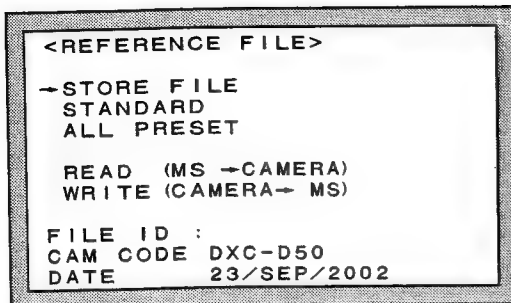 <REFERENCE FILE>
→STORE FILE
STANDARD
ALL PRESET
READ (MS →CAMERA)
WRITE (CAMERA→ MS)
FILE ID :
CAM CODE DXC-D50
DATE 23/SEP/2002